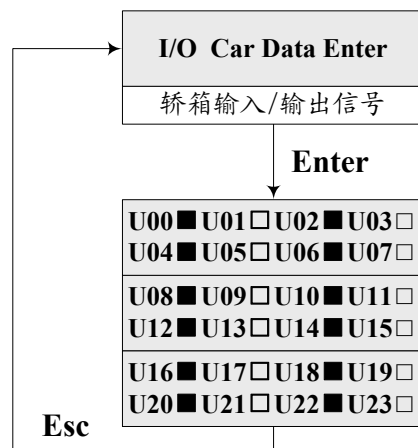 I/O Car Data Enter
轿箱输入/输出信号
Enter
U00■U01□U02■U03□
U04■U05□U06■U07□
U08■U09□U10■U11□
U12■U13□U14■U15□
U16■U17□U18■U19□
U20■U21□U22■U23□
Esc